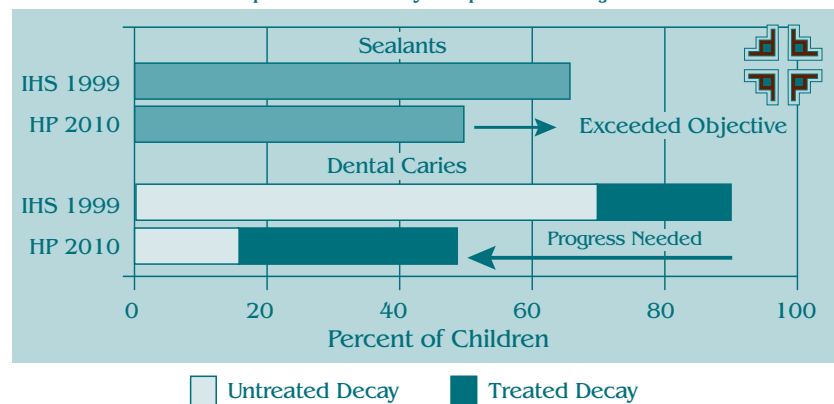 Sealants
IHS 1999
HP 2010
Exceeded Objective
Dental Caries
IHS 1999
HP 2010
Progress Needed
0 20 40 60 80 100
Percent of Children
Untreated Decay Treated Decay